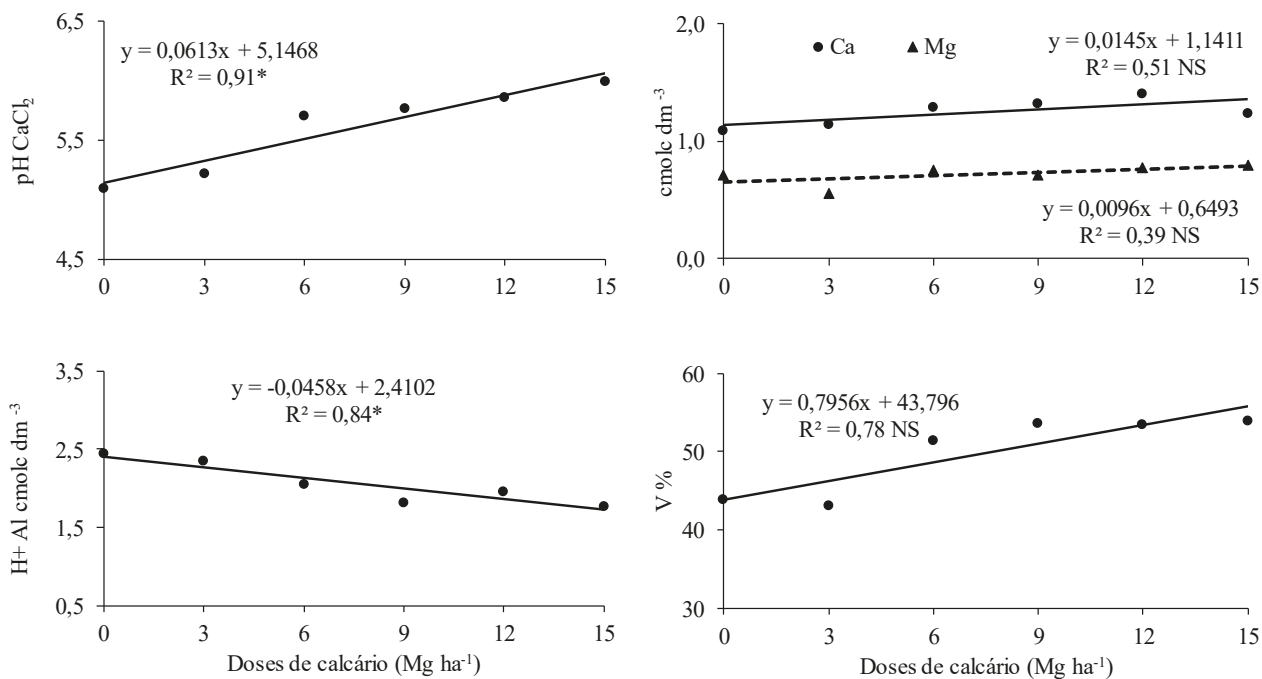 6,5
y = 0,0613x + 5,1468
R² = 0,91*
5,5
4,5
pH CaCl₂
0 3 6 9 12 15
2,0
Ca Mg
y = 0,0145x + 1,1411
R² = 0,51 NS
1,0
y = 0,0096x + 0,6493
R² = 0,39 NS
0,0
cmolc dm⁻³
0 3 6 9 12 15
3,5
y = -0,0458x + 2,4102
R² = 0,84*
2,5
1,5
0,5
H+ Al cmolc dm ⁻³
0 3 6 9 12 15
Doses de calcário (Mg ha⁻¹)
60
y = 0,7956x + 43,796
R² = 0,78 NS
50
40
30
V %
0 3 6 9 12 15
Doses de calcário (Mg ha⁻¹)